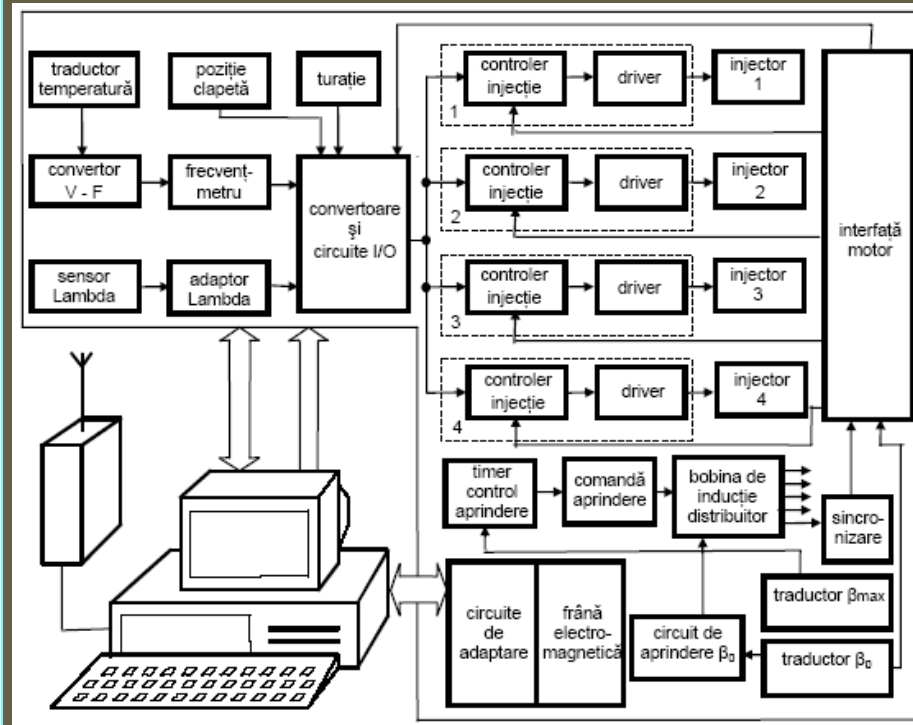 traductor
temperatură
poziție
clapetă
turație
convertor
V - F
frecvenț-
metru
convertoare
şi
circuite I/O
sensor
Lambda
adaptor
Lambda
controler
injecție
driver
injector
1
1
controler
injecție
driver
injector
2
2
controler
injecție
driver
injector
3
3
controler
injecție
driver
injector
4
4
interfață
motor
timer
control
aprindere
comandă
aprindere
bobina de
inducție
distribuitor
sincro-
nizare
circuite
de
adaptare
frână
electro-
magnetică
circuit de
aprindere β₀
traductor βmax
traductor β₀